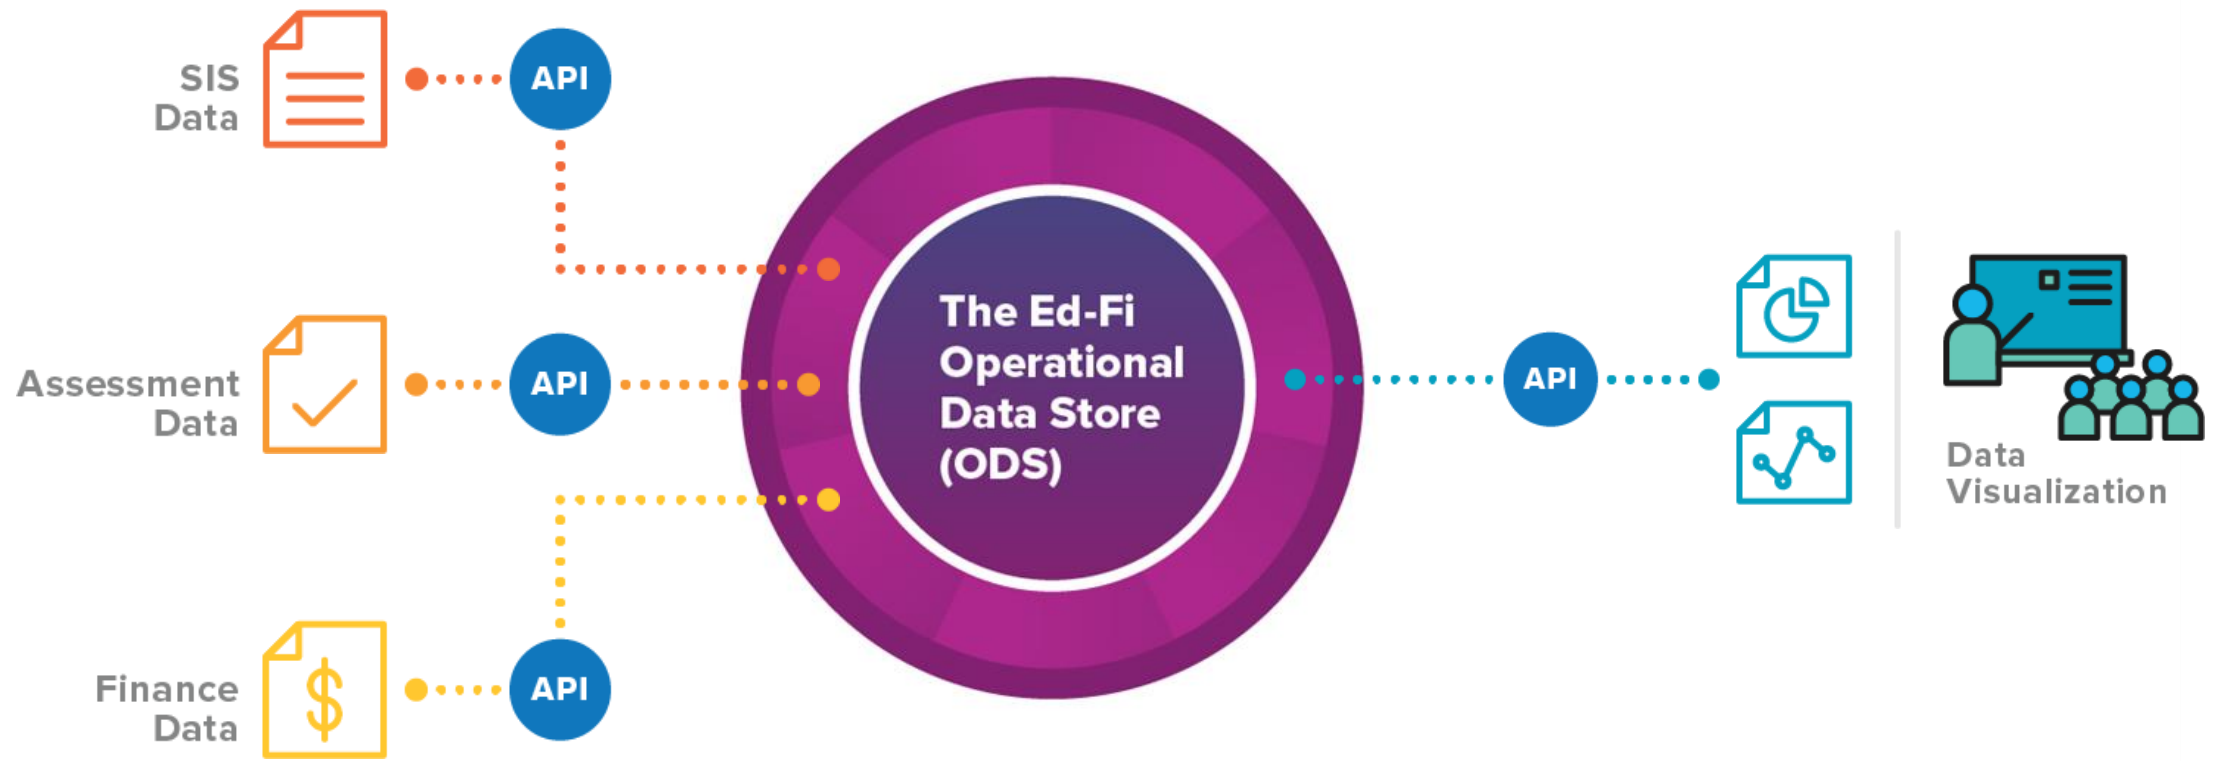 SIS
Data
API
Assessment
Data
API
Finance
Data
API
The Ed-Fi
Operational
Data Store
(ODS)
API
Data
Visualization